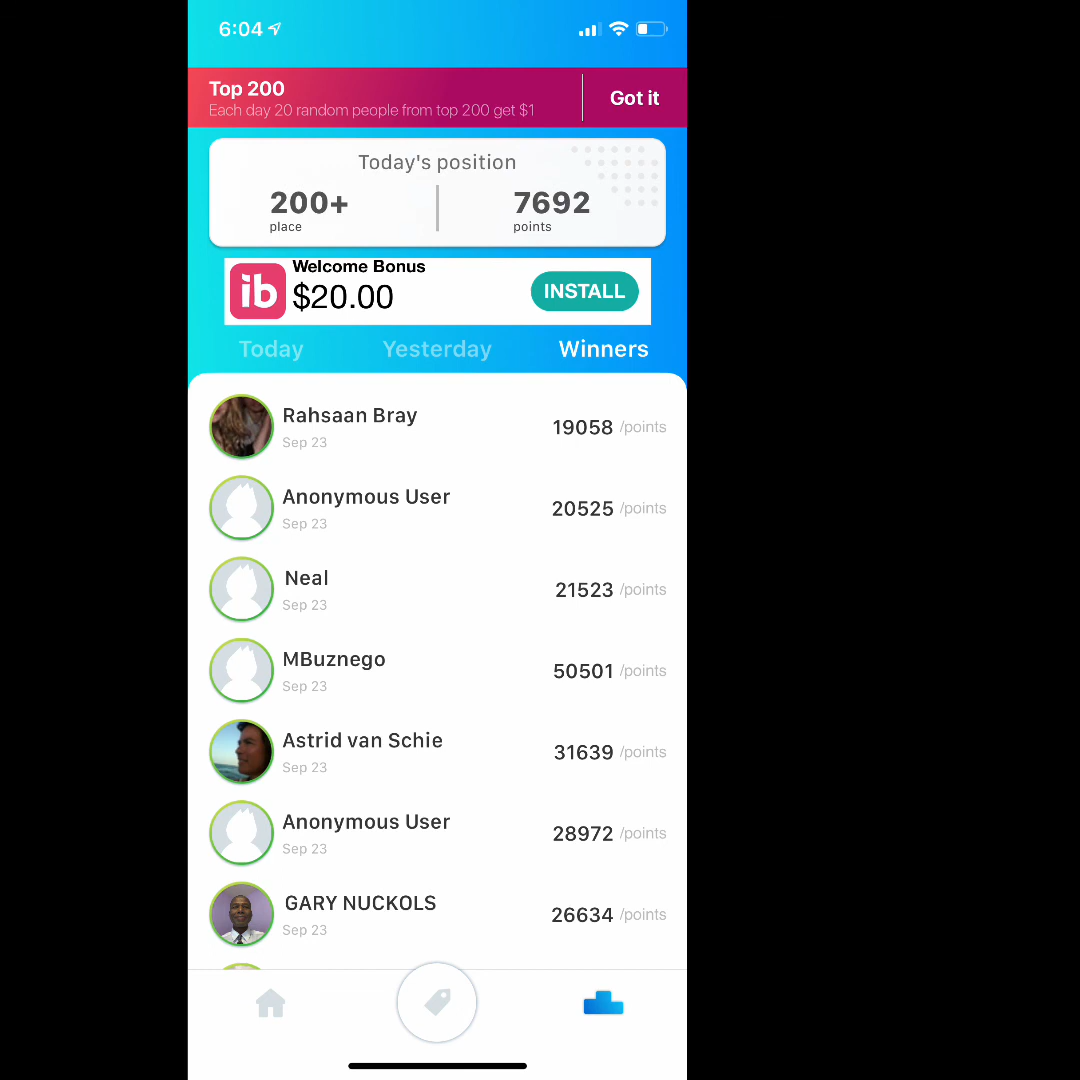 6:04
Top 200
Each day 20 random people from top 200 get $1
Got it
Today's position
200+
place
7692
points
ib
Welcome Bonus
$20.00
INSTALL
Today
Yesterday
Winners
Rahsaan Bray
Sep 23
19058 /points
Anonymous User
Sep 23
20525 /points
Neal
Sep 23
21523 /points
MBuznego
Sep 23
50501 /points
Astrid van Schie
Sep 23
31639 /points
Anonymous User
Sep 23
28972 /points
GARY NUCKOLS
Sep 23
26634 /points